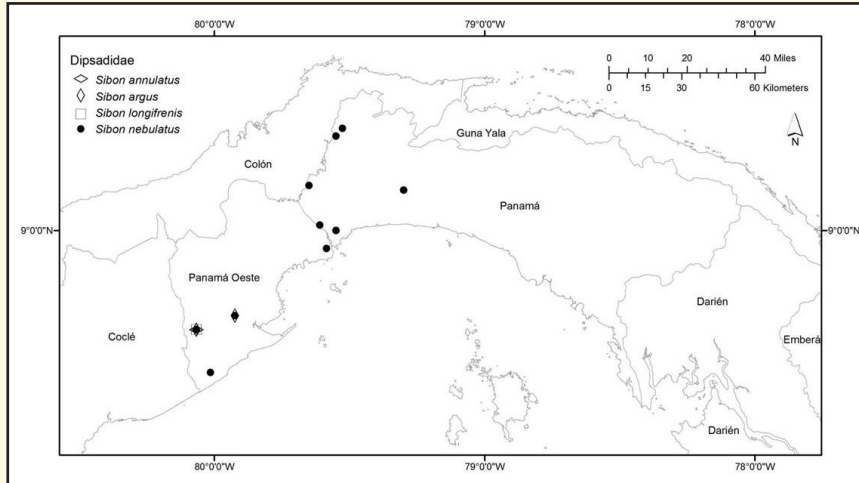 80°0'0"W 79°0'0"W 78°0'0"W
Dipsadidae
Sibon annulatus
Sibon argus
Sibon longifrenis
Sibon nebulatus
0 10 20 40 Miles
0 15 30 60 Kilometers
N
Guna Yala
Colón
Panamá
9°0'0"N 9°0'0"N
Panamá Oeste
Darién
Coclé
Emberá
Darién
80°0'0"W 79°0'0"W 78°0'0"W